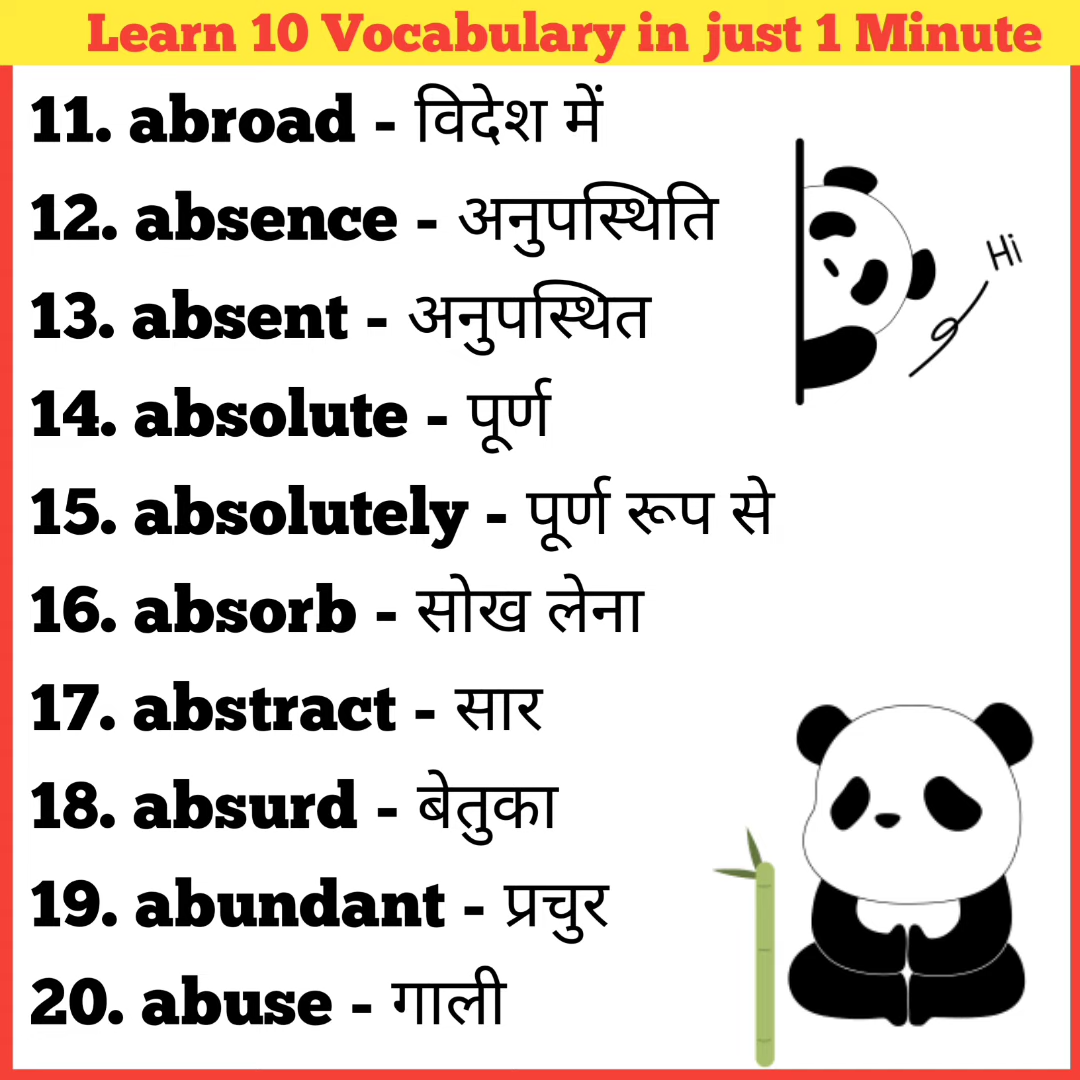 Learn 10 Vocabulary in just 1 Minute
11. abroad - विदेश में
12. absence - अनुपस्थिति
13. absent - अनुपस्थित
14. absolute - पूर्ण
15. absolutely - पूर्ण रूप से
16. absorb - सोख लेना
17. abstract - सार
18. absurd - बेतुका
19. abundant - प्रचुर
20. abuse - गाली
Hi